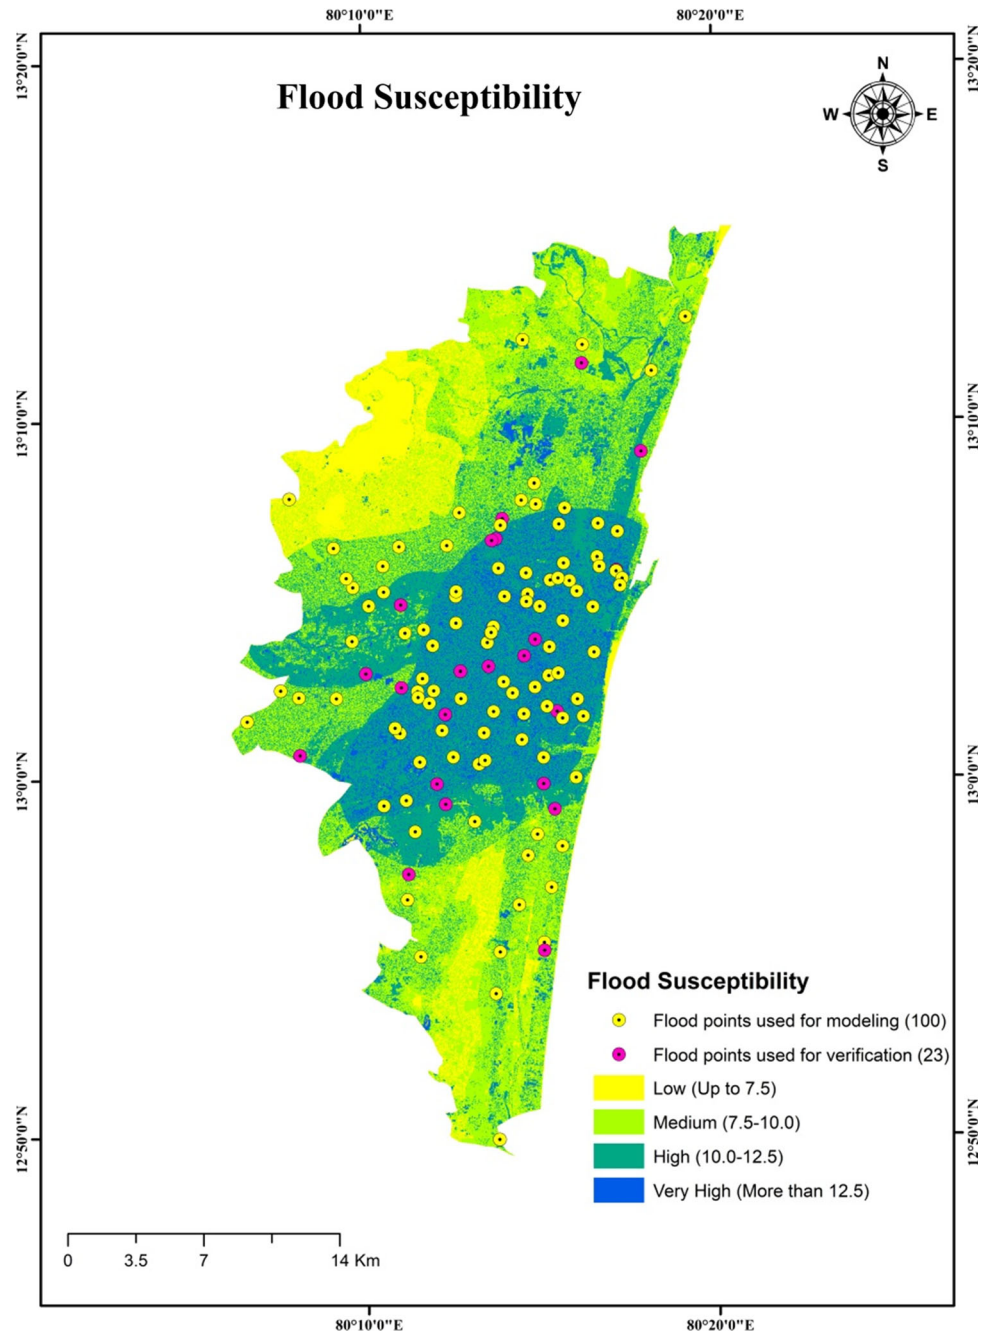 80°10'0"E 80°20'0"E
13°20'0"N 13°20'0"N
Flood Susceptibility
N
W E
S
13°10'0"N 13°10'0"N
13°0'0"N 13°0'0"N
Flood Susceptibility
Flood points used for modeling (100)
Flood points used for verification (23)
Low (Up to 7.5)
Medium (7.5-10.0)
High (10.0-12.5)
Very High (More than 12.5)
12°50'0"N 12°50'0"N
0 3.5 7 14 Km
80°10'0"E 80°20'0"E